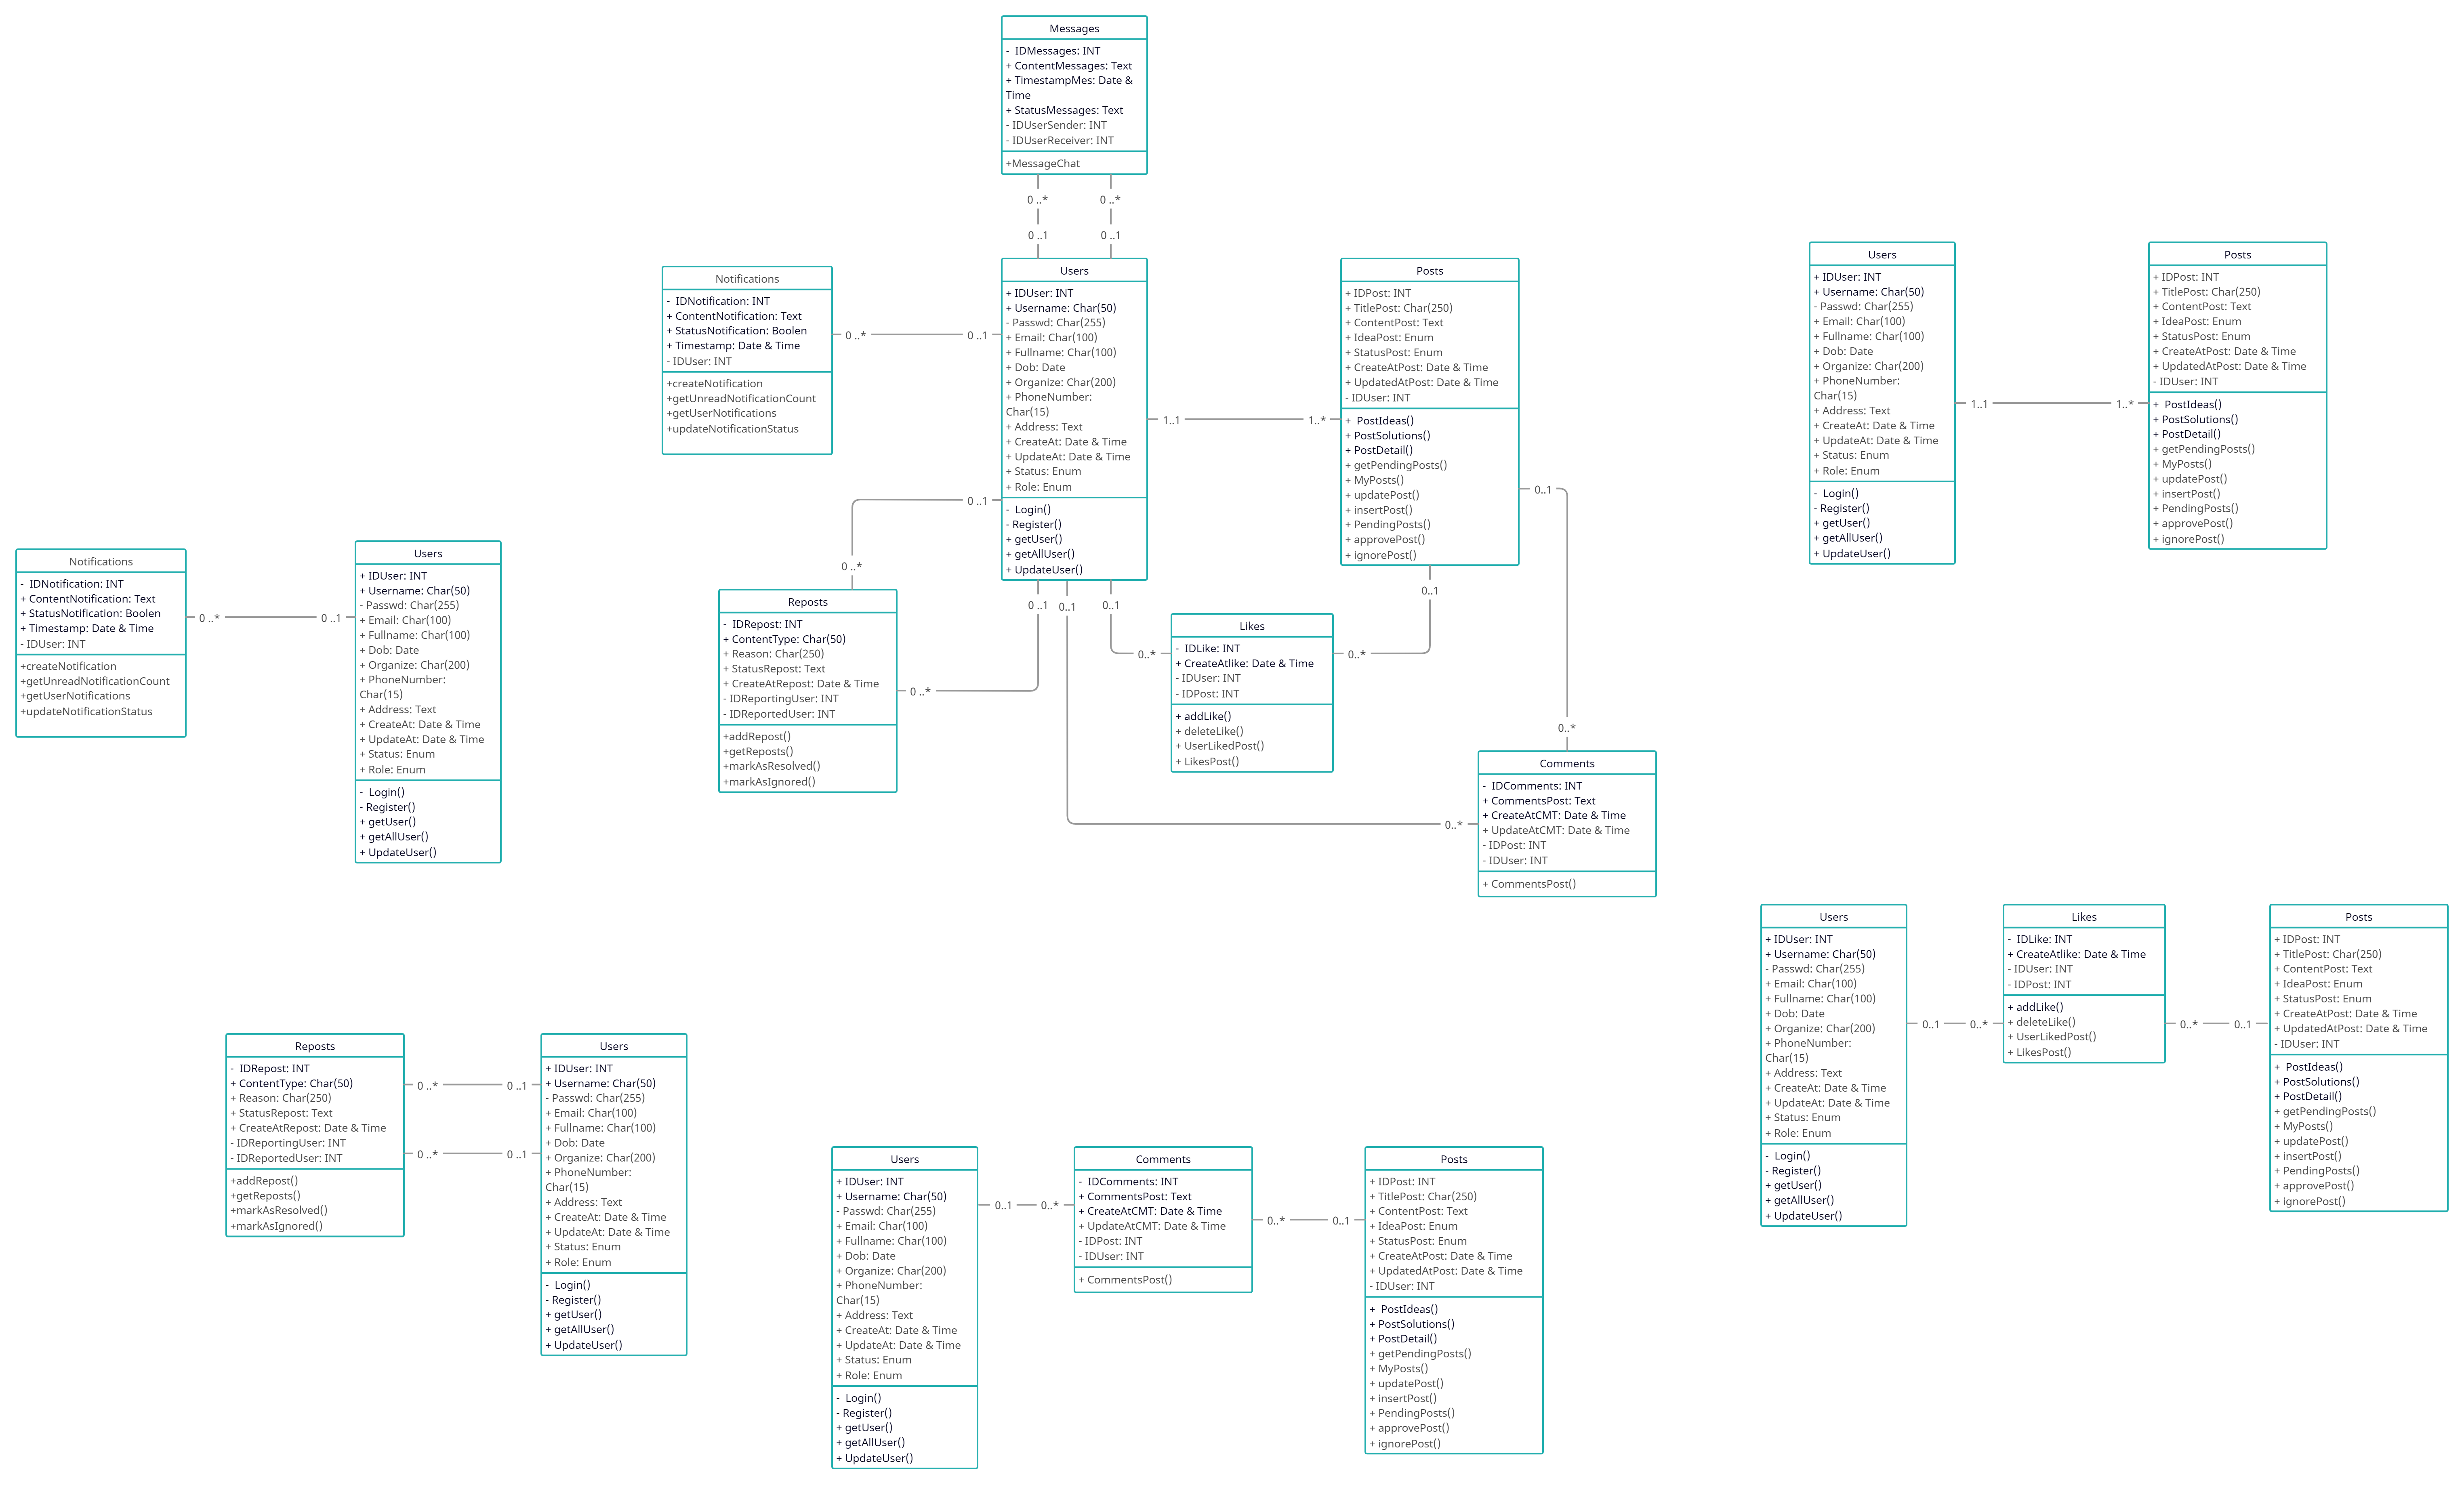 Messages
-  IDMessages: INT
+ ContentMessages: Text
+ TimestampMes: Date &
Time
+ StatusMessages: Text
- IDUserSender: INT
- IDUserReceiver: INT
+MessageChat
0 ..*
0 ..*
0 ..1
0 ..1
Notifications
-  IDNotification: INT
+ ContentNotification: Text
+ StatusNotification: Boolen
+ Timestamp: Date & Time
- IDUser: INT
+createNotification
+getUnreadNotificationCount
+getUserNotifications
+updateNotificationStatus
0 ..*
0 ..1
Users
+ IDUser: INT
+ Username: Char(50)
- Passwd: Char(255)
+ Email: Char(100)
+ Fullname: Char(100)
+ Dob: Date
+ Organize: Char(200)
+ PhoneNumber:
Char(15)
+ Address: Text
+ CreateAt: Date & Time
+ UpdateAt: Date & Time
+ Status: Enum
+ Role: Enum
-  Login()
- Register()
+ getUser()
+ getAllUser()
+ UpdateUser()
1..1
1..*
Posts
+ IDPost: INT
+ TitlePost: Char(250)
+ ContentPost: Text
+ IdeaPost: Enum
+ StatusPost: Enum
+ CreateAtPost: Date & Time
+ UpdatedAtPost: Date & Time
- IDUser: INT
+  PostIdeas()
+ PostSolutions()
+ PostDetail()
+ getPendingPosts()
+ MyPosts()
+ updatePost()
+ insertPost()
+ PendingPosts()
+ approvePost()
+ ignorePost()
0..1
0 ..1
0 ..*
Reposts
-  IDRepost: INT
+ ContentType: Char(50)
+ Reason: Char(250)
+ StatusRepost: Text
+ CreateAtRepost: Date & Time
- IDReportingUser: INT
- IDReportedUser: INT
+addRepost()
+getReposts()
+markAsResolved()
+markAsIgnored()
0 ..*
0 ..1
0..1
0..1
0..*
Likes
-  IDLike: INT
+ CreateAtlike: Date & Time
- IDUser: INT
- IDPost: INT
+ addLike()
+ deleteLike()
+ UserLikedPost()
+ LikesPost()
0..*
0..1
0..*
0..*
Comments
-  IDComments: INT
+ CommentsPost: Text
+ CreateAtCMT: Date & Time
+ UpdateAtCMT: Date & Time
- IDPost: INT
- IDUser: INT
+ CommentsPost()
Users
+ IDUser: INT
+ Username: Char(50)
- Passwd: Char(255)
+ Email: Char(100)
+ Fullname: Char(100)
+ Dob: Date
+ Organize: Char(200)
+ PhoneNumber:
Char(15)
+ Address: Text
+ CreateAt: Date & Time
+ UpdateAt: Date & Time
+ Status: Enum
+ Role: Enum
-  Login()
- Register()
+ getUser()
+ getAllUser()
+ UpdateUser()
1..1
1..*
Posts
+ IDPost: INT
+ TitlePost: Char(250)
+ ContentPost: Text
+ IdeaPost: Enum
+ StatusPost: Enum
+ CreateAtPost: Date & Time
+ UpdatedAtPost: Date & Time
- IDUser: INT
+  PostIdeas()
+ PostSolutions()
+ PostDetail()
+ getPendingPosts()
+ MyPosts()
+ updatePost()
+ insertPost()
+ PendingPosts()
+ approvePost()
+ ignorePost()
Notifications
-  IDNotification: INT
+ ContentNotification: Text
+ StatusNotification: Boolen
+ Timestamp: Date & Time
- IDUser: INT
+createNotification
+getUnreadNotificationCount
+getUserNotifications
+updateNotificationStatus
0 ..*
0 ..1
Users
+ IDUser: INT
+ Username: Char(50)
- Passwd: Char(255)
+ Email: Char(100)
+ Fullname: Char(100)
+ Dob: Date
+ Organize: Char(200)
+ PhoneNumber:
Char(15)
+ Address: Text
+ CreateAt: Date & Time
+ UpdateAt: Date & Time
+ Status: Enum
+ Role: Enum
-  Login()
- Register()
+ getUser()
+ getAllUser()
+ UpdateUser()
Users
+ IDUser: INT
+ Username: Char(50)
- Passwd: Char(255)
+ Email: Char(100)
+ Fullname: Char(100)
+ Dob: Date
+ Organize: Char(200)
+ PhoneNumber:
Char(15)
+ Address: Text
+ CreateAt: Date & Time
+ UpdateAt: Date & Time
+ Status: Enum
+ Role: Enum
-  Login()
- Register()
+ getUser()
+ getAllUser()
+ UpdateUser()
0..1
0..*
Likes
-  IDLike: INT
+ CreateAtlike: Date & Time
- IDUser: INT
- IDPost: INT
+ addLike()
+ deleteLike()
+ UserLikedPost()
+ LikesPost()
0..*
0..1
Posts
+ IDPost: INT
+ TitlePost: Char(250)
+ ContentPost: Text
+ IdeaPost: Enum
+ StatusPost: Enum
+ CreateAtPost: Date & Time
+ UpdatedAtPost: Date & Time
- IDUser: INT
+  PostIdeas()
+ PostSolutions()
+ PostDetail()
+ getPendingPosts()
+ MyPosts()
+ updatePost()
+ insertPost()
+ PendingPosts()
+ approvePost()
+ ignorePost()
Reposts
-  IDRepost: INT
+ ContentType: Char(50)
+ Reason: Char(250)
+ StatusRepost: Text
+ CreateAtRepost: Date & Time
- IDReportingUser: INT
- IDReportedUser: INT
+addRepost()
+getReposts()
+markAsResolved()
+markAsIgnored()
0 ..*
0 ..1
0 ..*
0 ..1
Users
+ IDUser: INT
+ Username: Char(50)
- Passwd: Char(255)
+ Email: Char(100)
+ Fullname: Char(100)
+ Dob: Date
+ Organize: Char(200)
+ PhoneNumber:
Char(15)
+ Address: Text
+ CreateAt: Date & Time
+ UpdateAt: Date & Time
+ Status: Enum
+ Role: Enum
-  Login()
- Register()
+ getUser()
+ getAllUser()
+ UpdateUser()
Users
+ IDUser: INT
+ Username: Char(50)
- Passwd: Char(255)
+ Email: Char(100)
+ Fullname: Char(100)
+ Dob: Date
+ Organize: Char(200)
+ PhoneNumber:
Char(15)
+ Address: Text
+ CreateAt: Date & Time
+ UpdateAt: Date & Time
+ Status: Enum
+ Role: Enum
-  Login()
- Register()
+ getUser()
+ getAllUser()
+ UpdateUser()
0..1
0..*
Comments
-  IDComments: INT
+ CommentsPost: Text
+ CreateAtCMT: Date & Time
+ UpdateAtCMT: Date & Time
- IDPost: INT
- IDUser: INT
+ CommentsPost()
0..*
0..1
Posts
+ IDPost: INT
+ TitlePost: Char(250)
+ ContentPost: Text
+ IdeaPost: Enum
+ StatusPost: Enum
+ CreateAtPost: Date & Time
+ UpdatedAtPost: Date & Time
- IDUser: INT
+  PostIdeas()
+ PostSolutions()
+ PostDetail()
+ getPendingPosts()
+ MyPosts()
+ updatePost()
+ insertPost()
+ PendingPosts()
+ approvePost()
+ ignorePost()